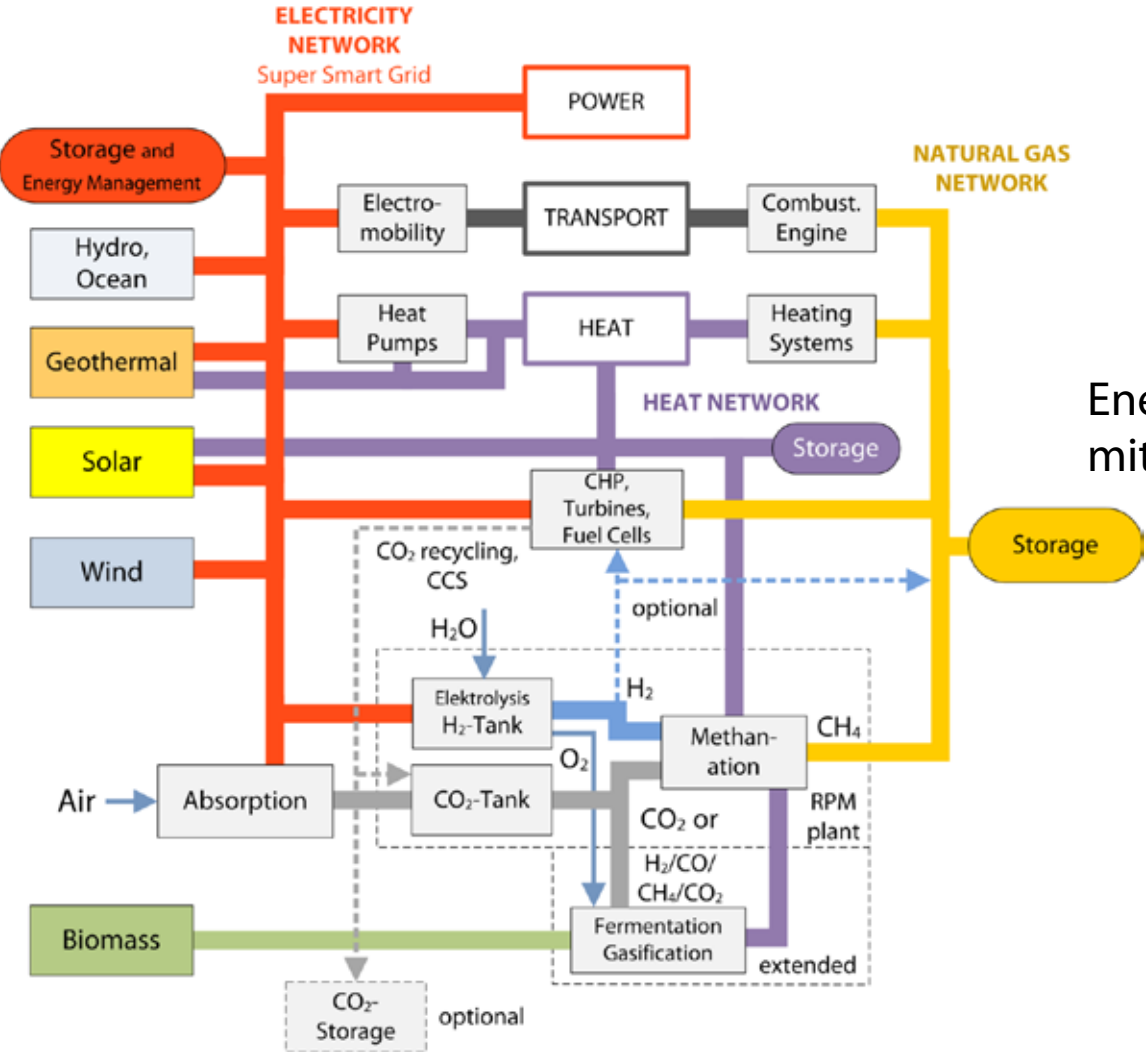 ELECTRICITY
NETWORK
Super Smart Grid
POWER
Storage and
Energy Management
NATURAL GAS
NETWORK
Electro-
mobility
TRANSPORT
Combust.
Engine
Hydro,
Ocean
Heat
Pumps
HEAT
Heating
Systems
Geothermal
HEAT NETWORK
Ene
mit
Solar
Storage
CHP,
Turbines,
Fuel Cells
Storage
Wind
CO₂ recycling,
CCS
optional
H₂O
Elektrolysis
H₂-Tank
H₂
Methan-
ation
CH₄
O₂
Air
Absorption
CO₂-Tank
CO₂ or
RPM
plant
H₂/CO/
CH₄/CO₂
Biomass
Fermentation
Gasification
extended
CO₂-
Storage
optional